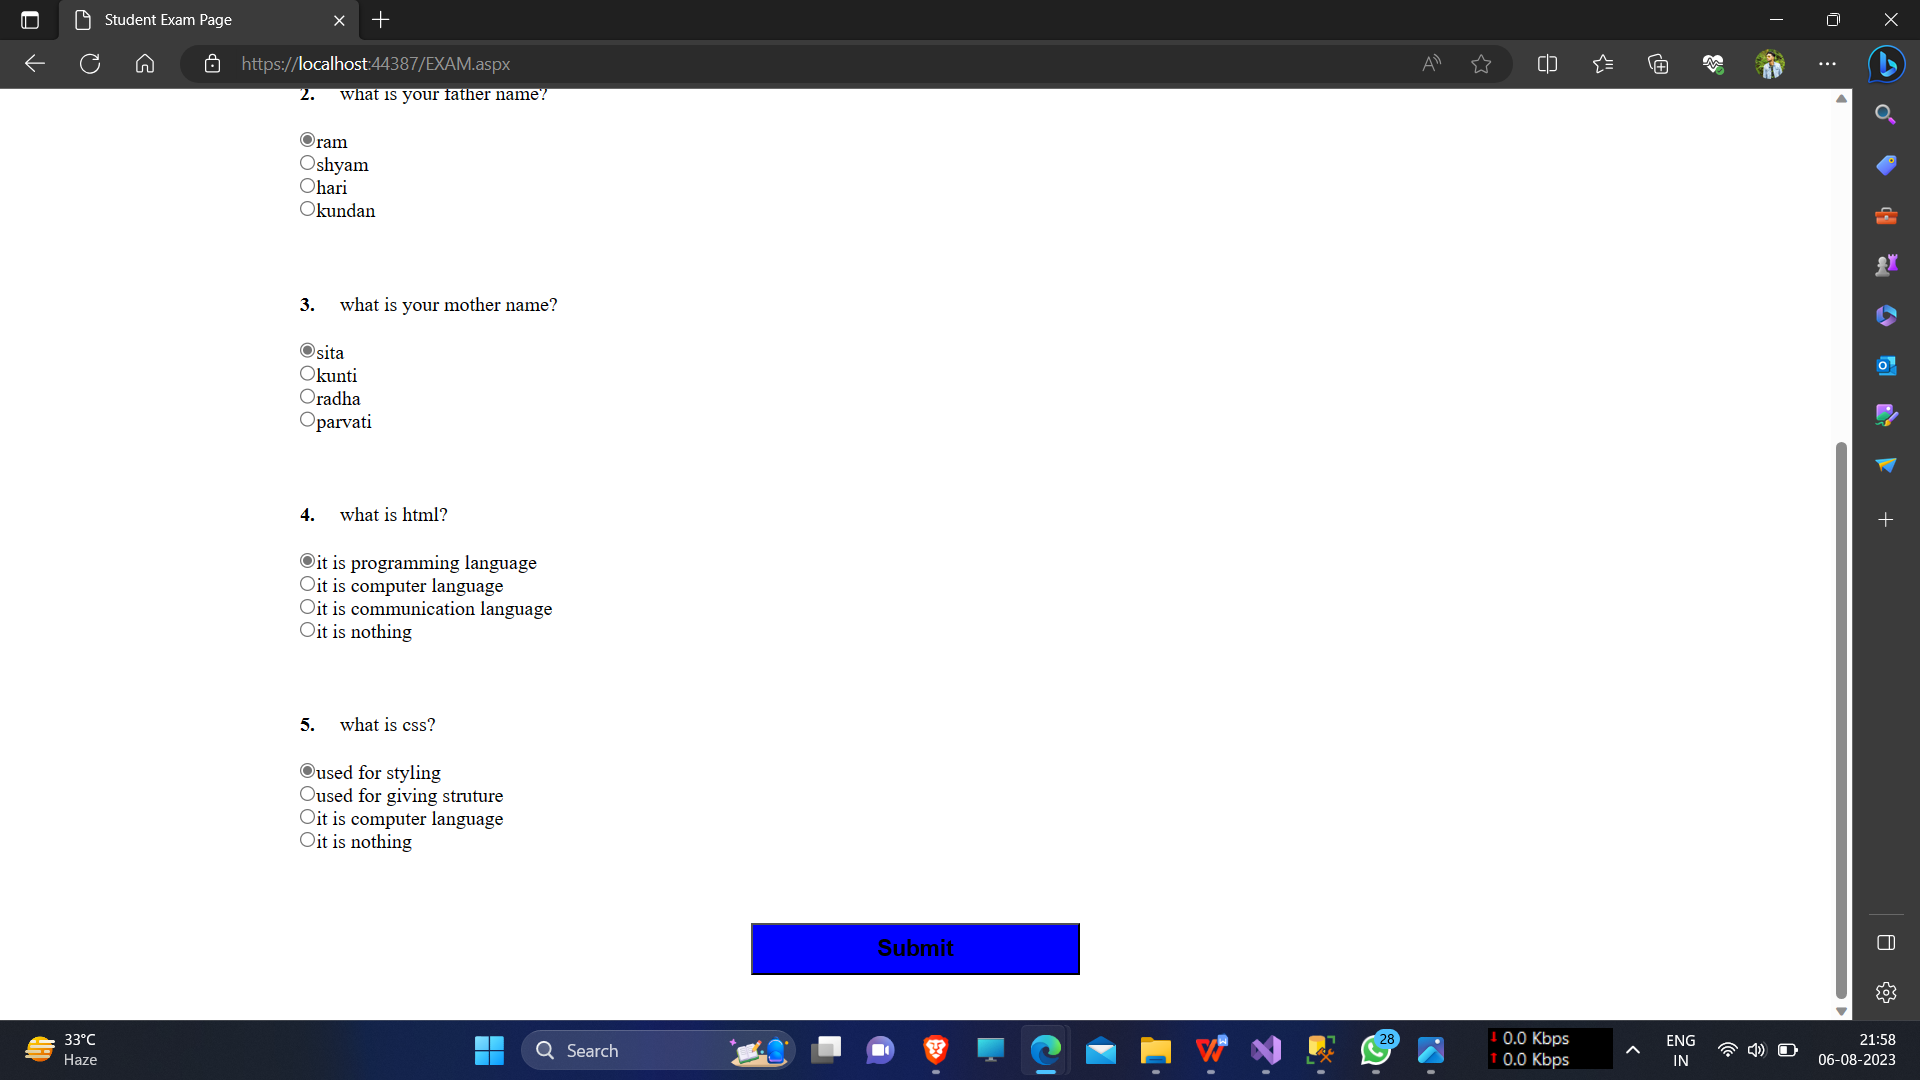 Student Exam Page
https://localhost:44387/EXAM.aspx
2. what is your father name?
ram
shyam
hari
kundan
3. what is your mother name?
sita
kunti
radha
parvati
4. what is html?
it is programming language
it is computer language
it is communication language
it is nothing
5. what is css?
used for styling
used for giving struture
it is computer language
it is nothing
Submit
33°C
Haze
Search
28
0.0 Kbps
0.0 Kbps
ENG
IN
21:58
06-08-2023